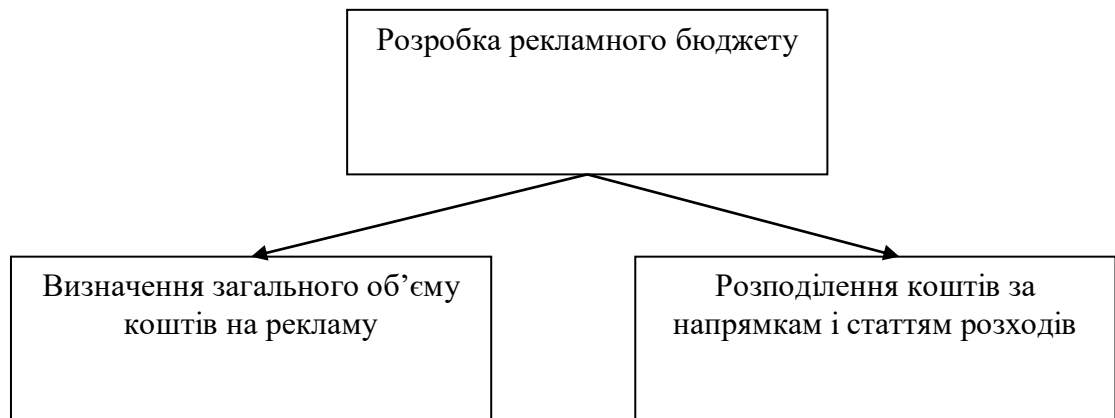 Розробка рекламного бюджету
Визначення загального об’єму
коштів на рекламу
Розподілення коштів за
напрямкам і статтям розходів